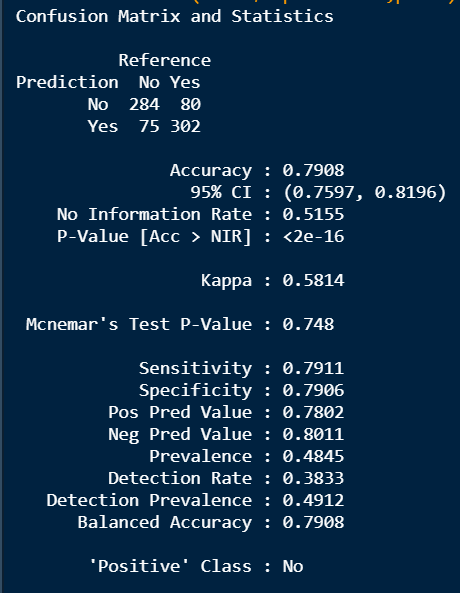 Confusion Matrix and Statistics
Reference
Prediction No Yes
No 284 80
Yes 75 302
Accuracy : 0.7908
95% CI : (0.7597, 0.8196)
No Information Rate : 0.5155
P-Value [Acc > NIR] : <2e-16
Kappa : 0.5814
Mcnemar's Test P-Value : 0.748
Sensitivity : 0.7911
Specificity : 0.7906
Pos Pred Value : 0.7802
Neg Pred Value : 0.8011
Prevalence : 0.4845
Detection Rate : 0.3833
Detection Prevalence : 0.4912
Balanced Accuracy : 0.7908
'Positive' Class : No